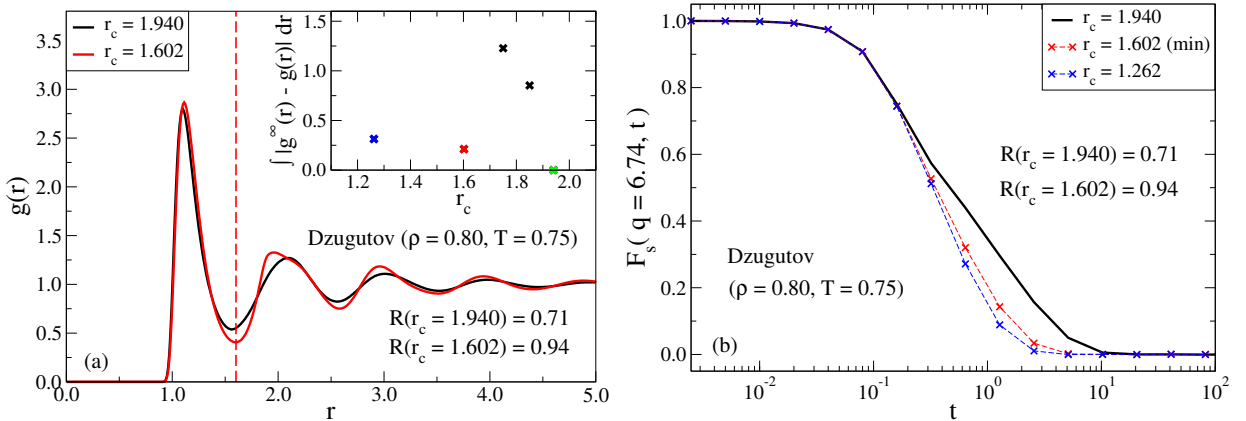 r_c = 1.940
r_c = 1.602
g(r)
3.5
3.0
2.5
2.0
1.5
1.0
0.5
0.0
0.0 1.0 2.0 3.0 4.0 5.0
r
∫ |g^∞(r) - g(r)| dr
1.5
1.0
0.5
0.0
1.2 1.4 1.6 1.8 2.0
r_c
Dzugutov (ρ = 0.80, T = 0.75)
R(r_c = 1.940) = 0.71
R(r_c = 1.602) = 0.94
(a)
F_s( q = 6.74, t)
1.0
0.8
0.6
0.4
0.2
0.0
r_c = 1.940
r_c = 1.602 (min)
r_c = 1.262
R(r_c = 1.940) = 0.71
R(r_c = 1.602) = 0.94
Dzugutov
(ρ = 0.80, T = 0.75)
(b)
10^-2 10^-1 10^0 10^1 10^2
t